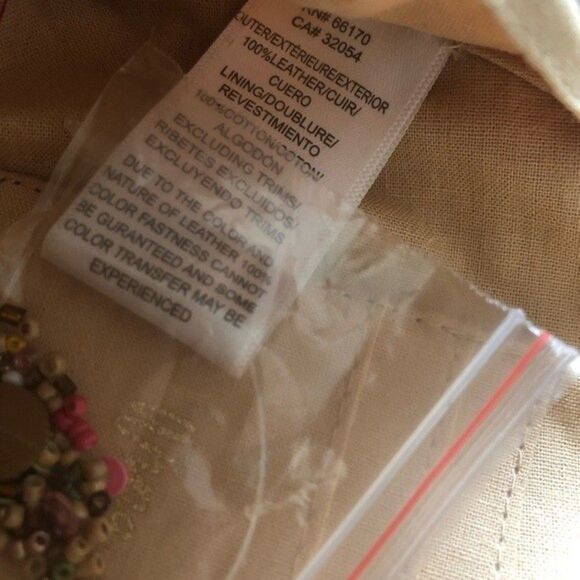 RN# 66170
CA# 32054
OUTER/EXTÉRIEURE/EXTERIOR
100%LEATHER/CUIR/
CUERO
LINING/DOUBLURE/
REVESTIMIENTO
100%COTTON/COTON/
ALGODÓN
EXCLUDING TRIMS/
RIBETES EXCLUIDOS/
EXCLUYENDO TRIMS
DUE TO THE COLOR AND
NATURE OF LEATHER 100%
COLOR FASTNESS CANNOT
BE GURANTEED AND SOME
COLOR TRANSFER MAY BE
EXPERIENCED